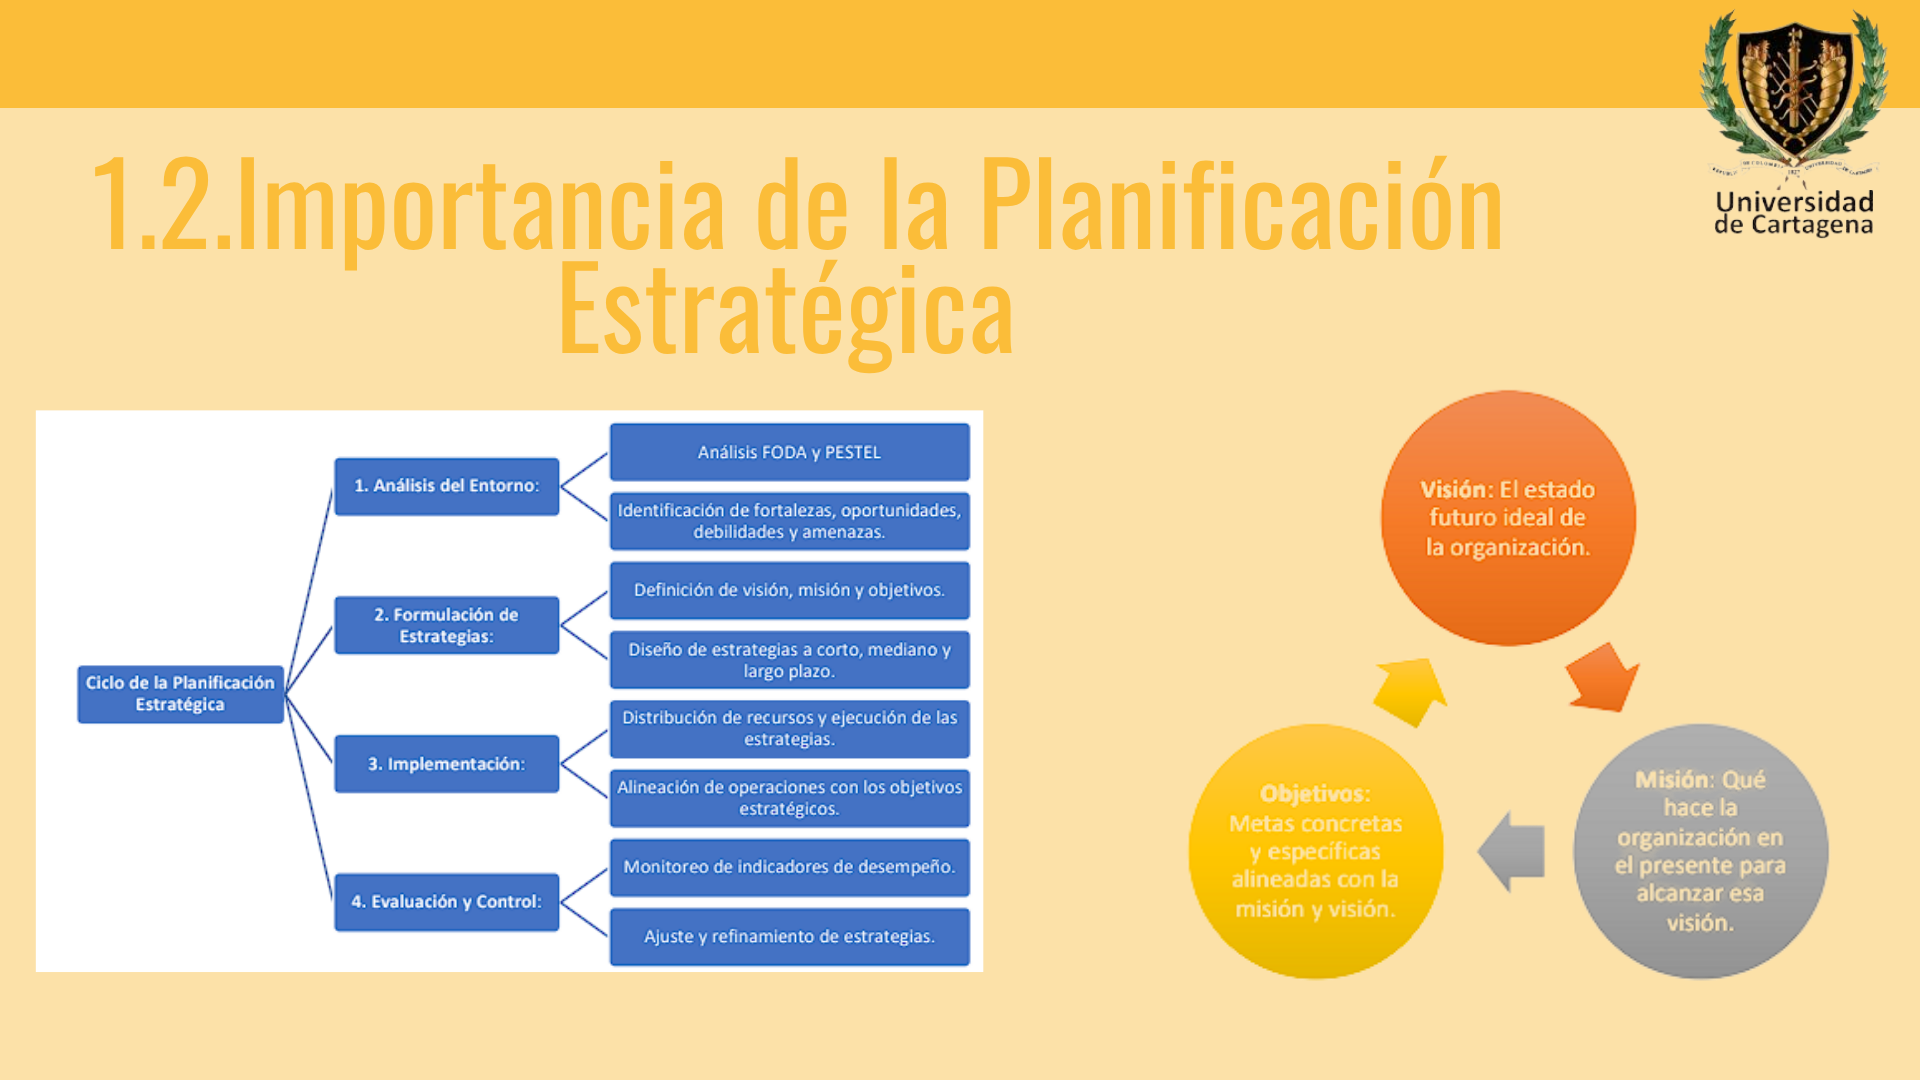 Universidad
de Cartagena
1.2.Importancia de la Planificación
Estratégica
Ciclo de la Planificación
Estratégica
1. Análisis del Entorno:
Análisis FODA y PESTEL
Identificación de fortalezas, oportunidades,
debilidades y amenazas.
2. Formulación de
Estrategias:
Definición de visión, misión y objetivos.
Diseño de estrategias a corto, mediano y
largo plazo.
3. Implementación:
Distribución de recursos y ejecución de las
estrategias.
Alineación de operaciones con los objetivos
estratégicos.
4. Evaluación y Control:
Monitoreo de indicadores de desempeño.
Ajuste y refinamiento de estrategias.
Visión: El estado
futuro ideal de
la organización.
Misión: Qué
hace la
organización en
el presente para
alcanzar esa
visión.
Objetivos:
Metas concretas
y específicas
alineadas con la
misión y visión.